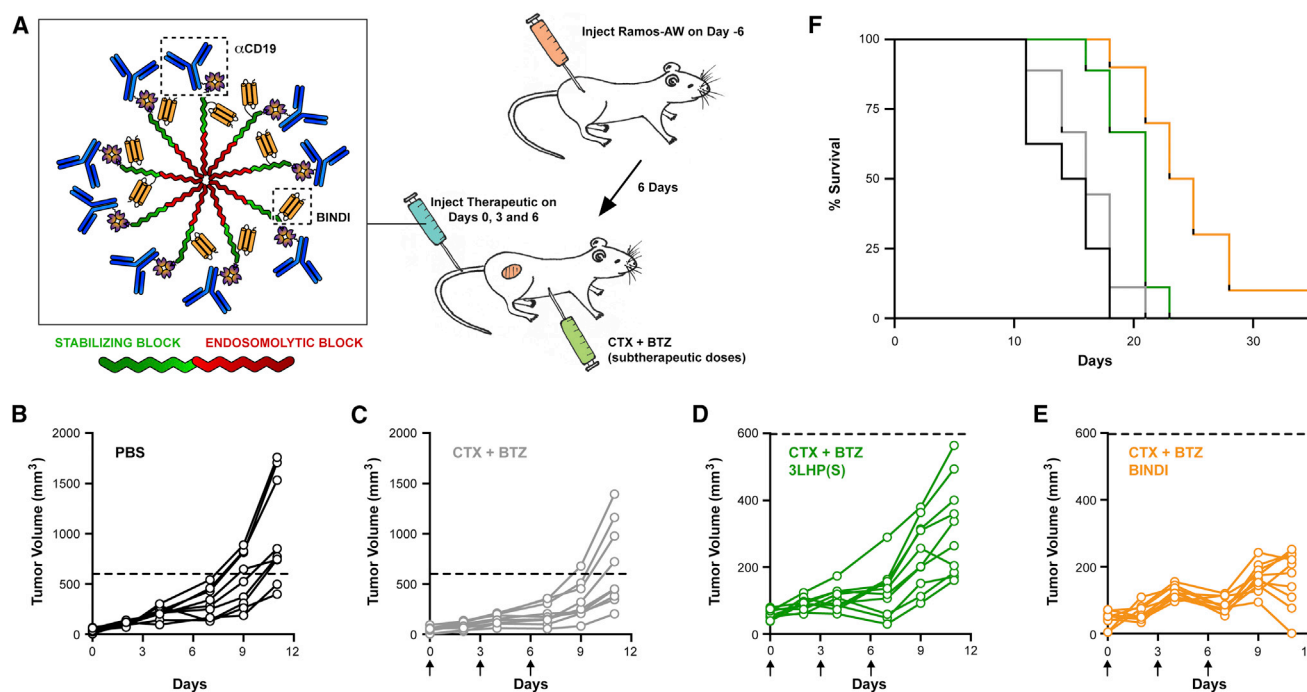 A
αCD19
BINDI
STABILIZING BLOCK ENDOSOMOLYTIC BLOCK
Inject Ramos-AW on Day -6
6 Days
Inject Therapeutic on
Days 0, 3 and 6
CTX + BTZ
(subtherapeutic doses)
F
% Survival
100
75
50
25
0
0 10 20 30
Days
B
PBS
Tumor Volume (mm³)
2000
1500
1000
500
0
0 3 6 9 12
Days
C
CTX + BTZ
Tumor Volume (mm³)
2000
1500
1000
500
0
0 3 6 9 12
Days
D
CTX + BTZ
3LHP(S)
Tumor Volume (mm³)
600
400
200
0
0 3 6 9 12
Days
E
CTX + BTZ
BINDI
Tumor Volume (mm³)
600
400
200
0
0 3 6 9
Days